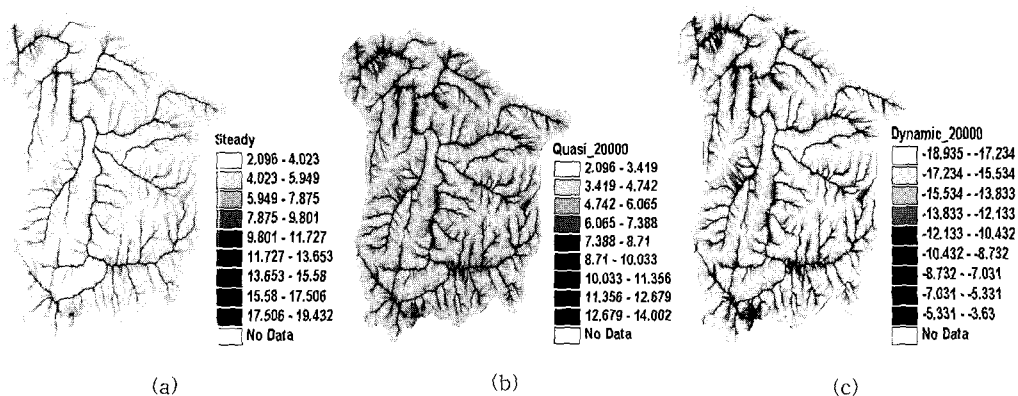 Steady
2.096 - 4.023
4.023 - 5.949
5.949 - 7.875
7.875 - 9.801
9.801 - 11.727
11.727 - 13.653
13.653 - 15.58
15.58 - 17.506
17.506 - 19.432
No Data
(a)
Quasi_20000
2.096 - 3.419
3.419 - 4.742
4.742 - 6.065
6.065 - 7.388
7.388 - 8.71
8.71 - 10.033
10.033 - 11.356
11.356 - 12.679
12.679 - 14.002
No Data
(b)
Dynamic_20000
-18.935 - -17.234
-17.234 - -15.534
-15.534 - -13.833
-13.833 - -12.133
-12.133 - -10.432
-10.432 - -8.732
-8.732 - -7.031
-7.031 - -5.331
-5.331 - -3.63
No Data
(c)